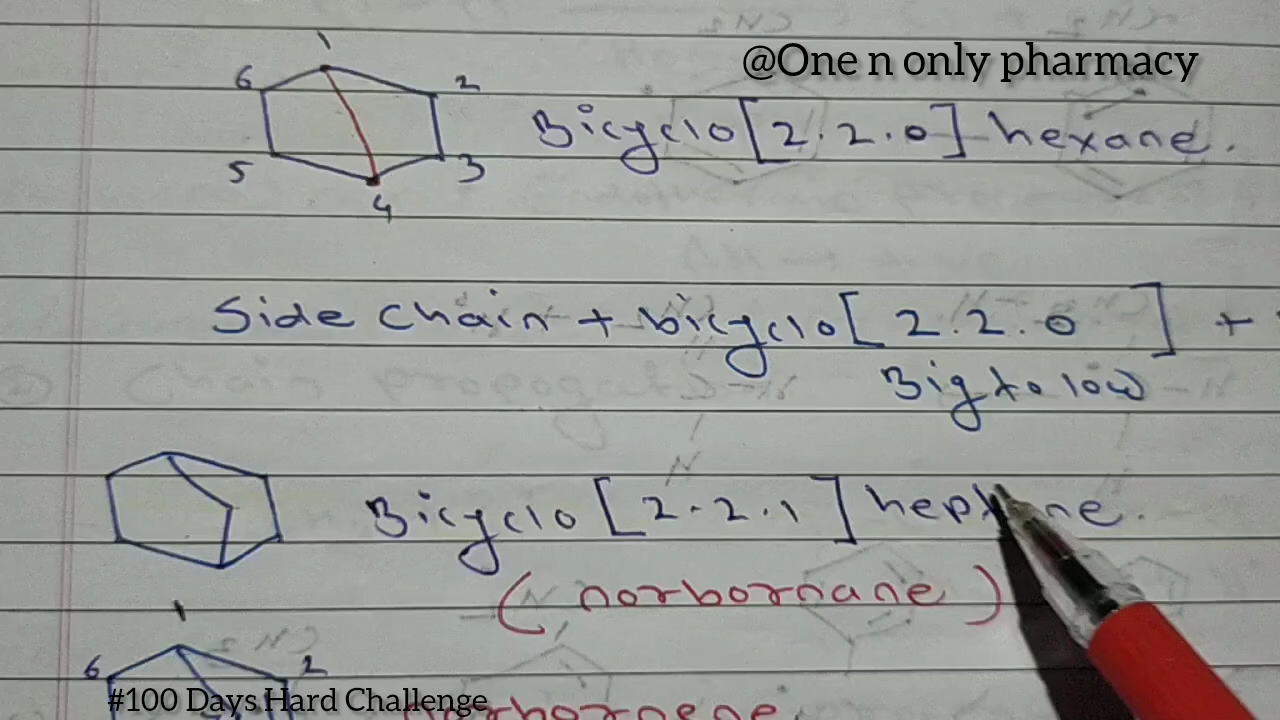 @One n only pharmacy
1
6
2
Bicyclo [2.2.0] hexane.
5
3
4
Side chain + bicyclo [2.2.0] +
Big to low
Bicyclo [2.2.1]
(norbornane)
1
6
2
#100 Days Hard Challenge
norbornene